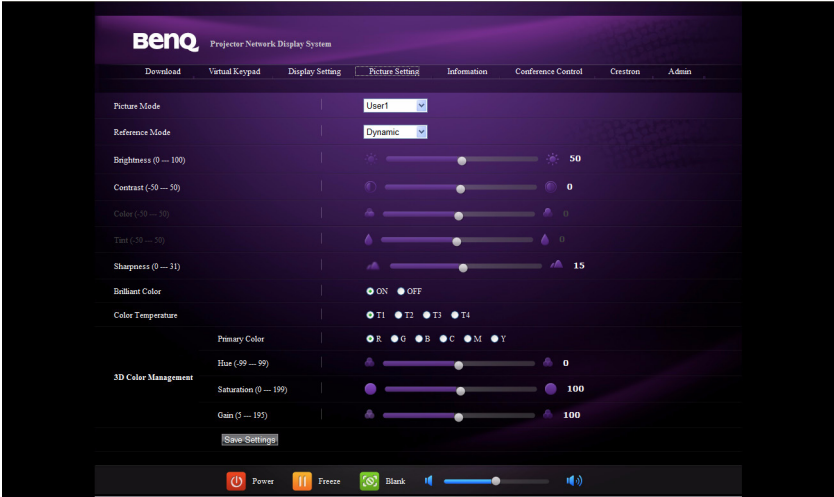 BenQ Projector Network Display System
Download Virtual Keypad Display Setting Picture Setting Information Conference Control Crestron Admin
Picture Mode User1
Reference Mode Dynamic
Brightness (0 --- 100) 50
Contrast (-50 --- 50) 0
Color (-50 --- 50) 0
Tint (-50 --- 50) 0
Sharpness (0 --- 31) 15
Brilliant Color ON OFF
Color Temperature T1 T2 T3 T4
Primary Color R G B C M Y
Hue (-99 --- 99) 0
3D Color Management
Saturation (0 --- 199) 100
Gain (5 --- 195) 100
Save Settings
Power Freeze Blank